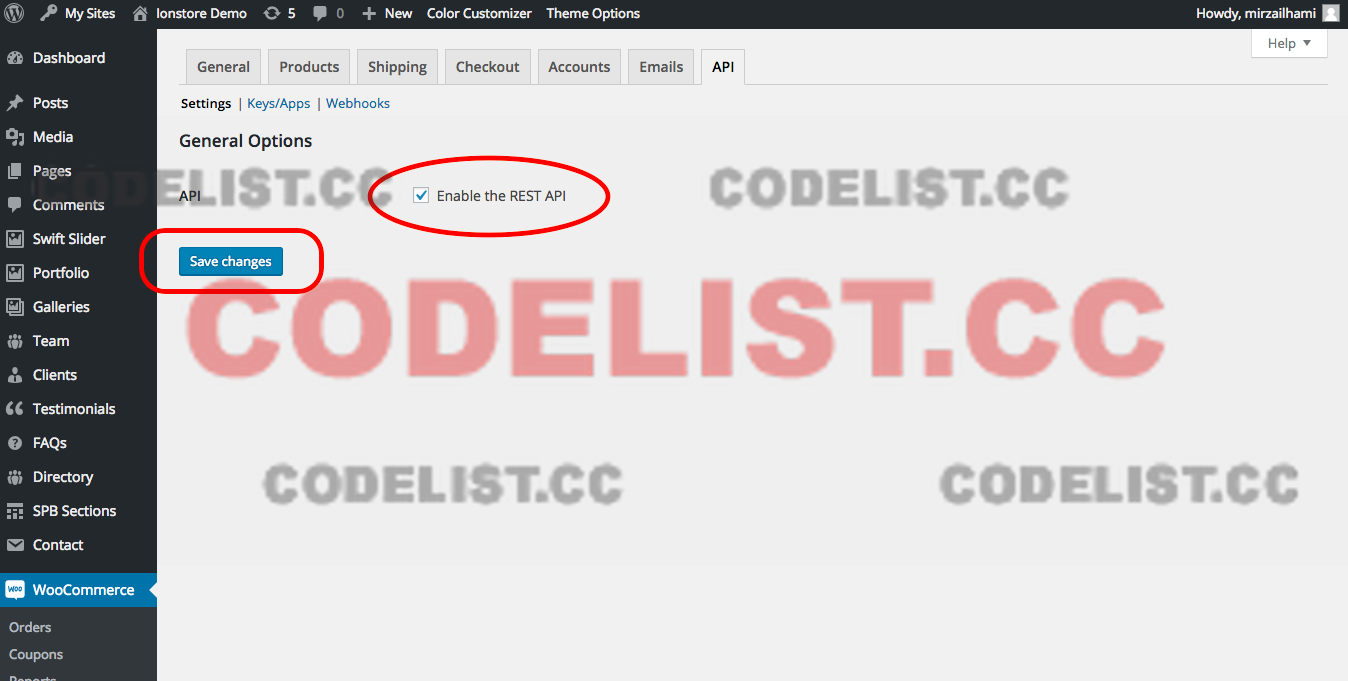 My Sites Ionstore Demo 5 0 New Color Customizer Theme Options Howdy, mirzailhami
Help
Dashboard
Posts
Media
Pages
Comments
Swift Slider
Portfolio
Galleries
Team
Clients
Testimonials
FAQs
Directory
SPB Sections
Contact
WOO WooCommerce
Orders
Coupons
Reports
General Products Shipping Checkout Accounts Emails API
Settings | Keys/Apps | Webhooks
General Options
API Enable the REST API
Save changes
CODELIST.CC CODELIST.CC
CODELIST.CC
CODELIST.CC CODELIST.CC